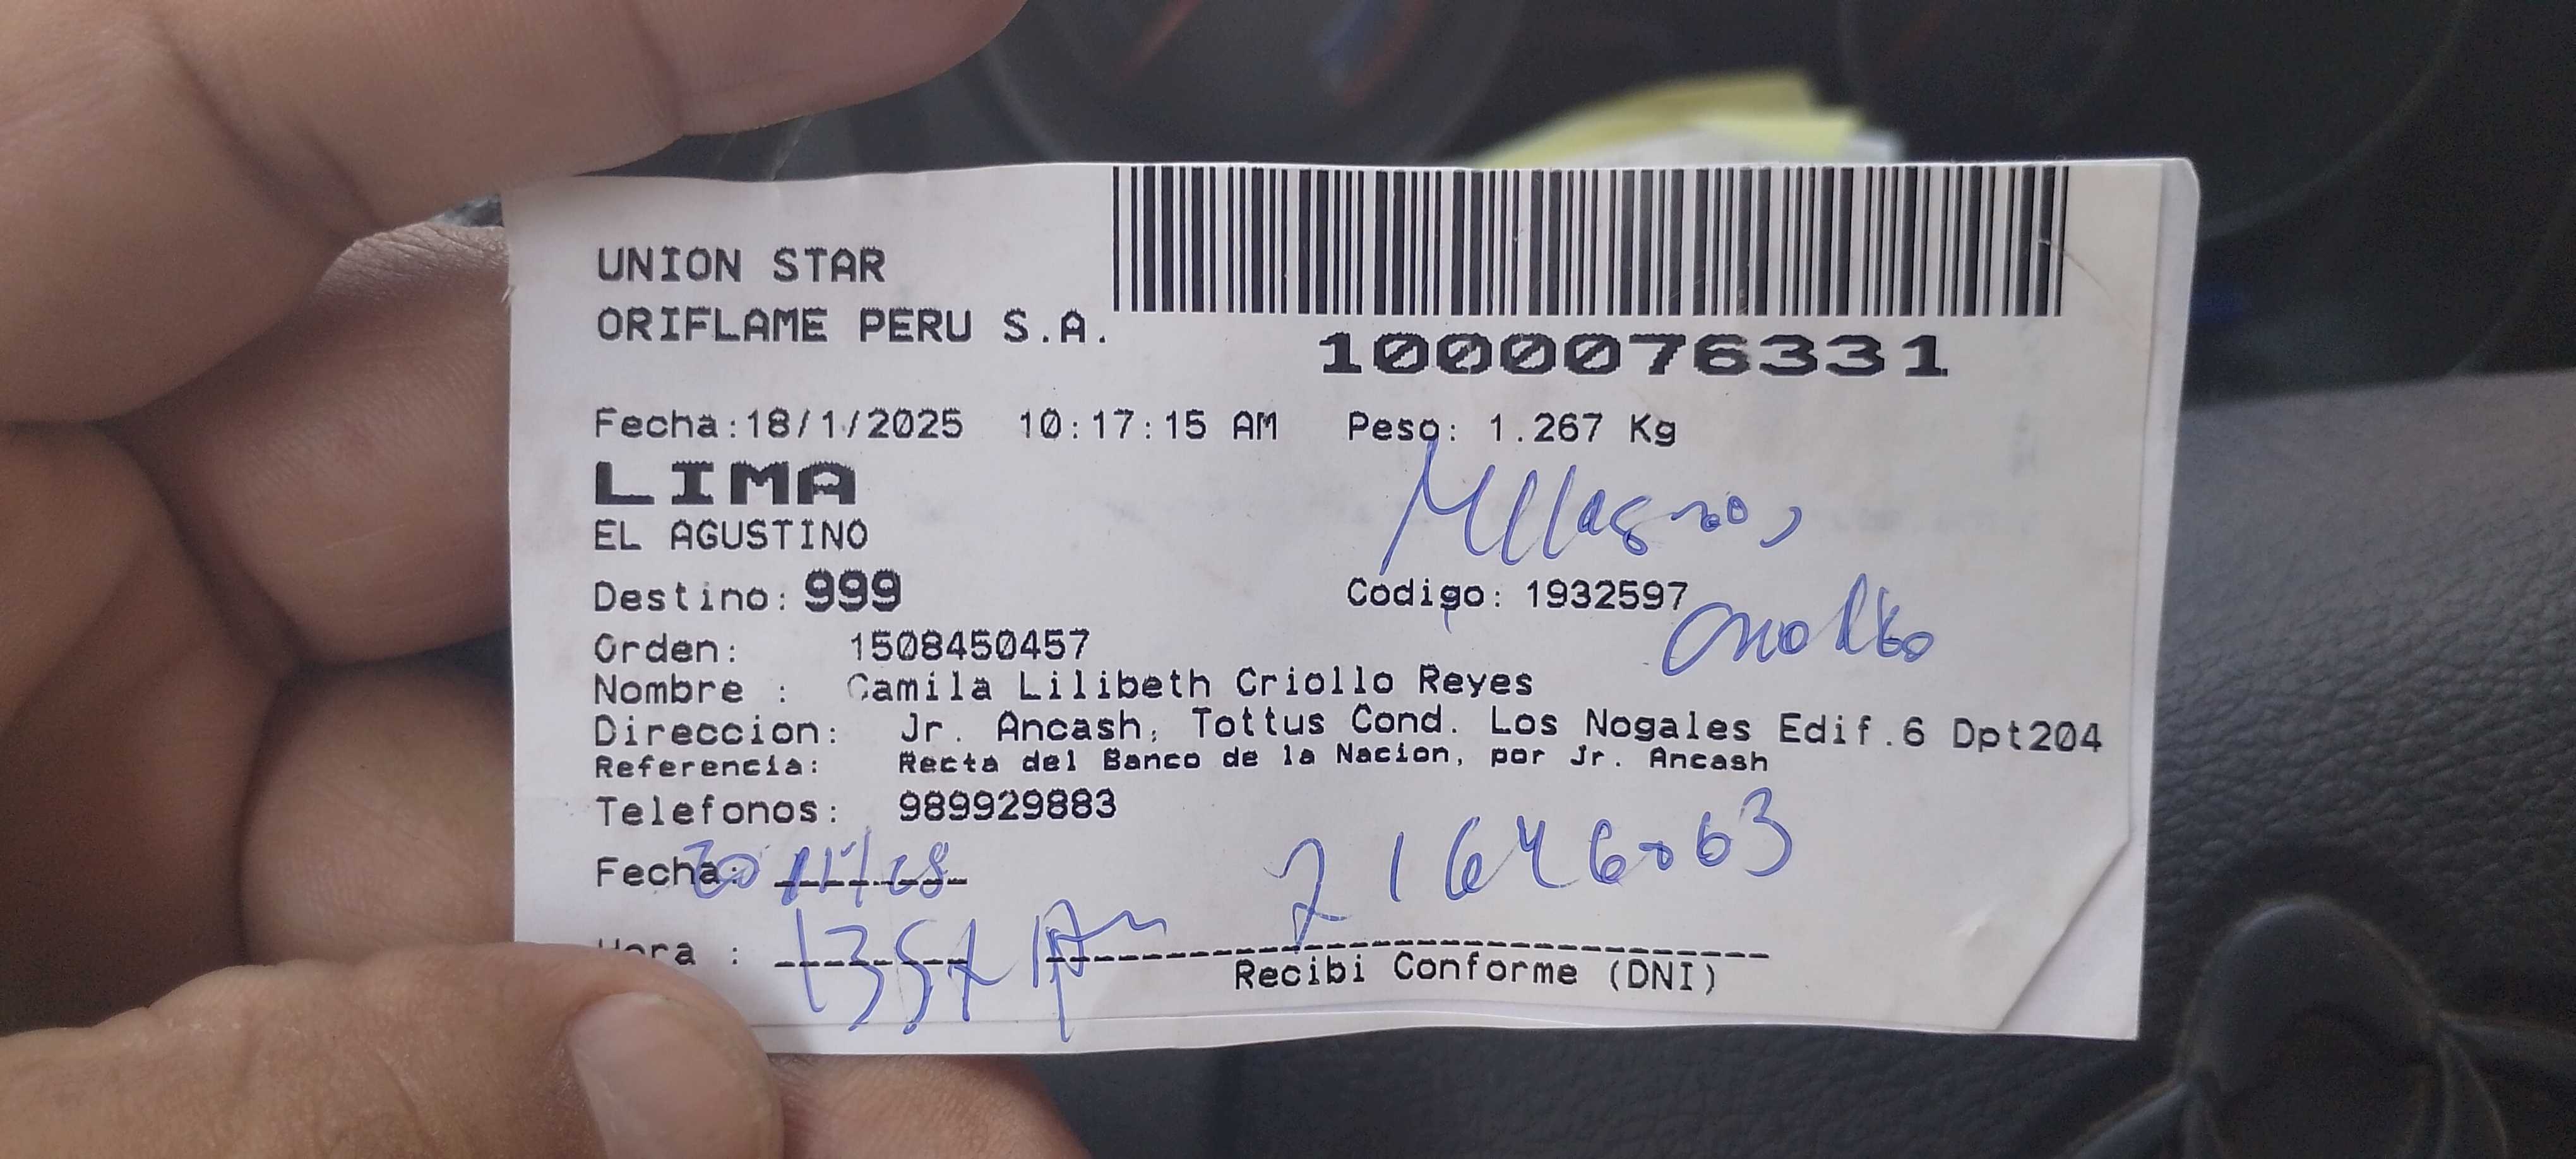 UNION STAR
ORIFLAME PERU S.A.
1000076331
Fecha:18/1/2025 10:17:15 AM Peso: 1.267 Kg
LIMA
EL AGUSTINO
Milagros
Destino: 999 Codigo: 1932597
Criollo
Orden: 1508450457
Nombre : Camila Lilibeth Criollo Reyes
Direccion: Jr. Ancash, Tottus Cond. Los Nogales Edif.6 Dpt204
Referencia: Recta del Banco de la Nacion, por Jr. Ancash
Telefonos: 989929883
Fecha:
Hora :
Recibi Conforme (DNI)